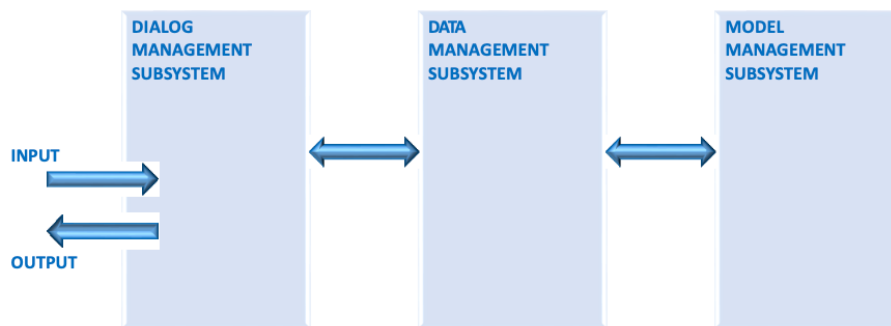 DIALOG
MANAGEMENT
SUBSYSTEM
DATA
MANAGEMENT
SUBSYSTEM
MODEL
MANAGEMENT
SUBSYSTEM
INPUT
OUTPUT